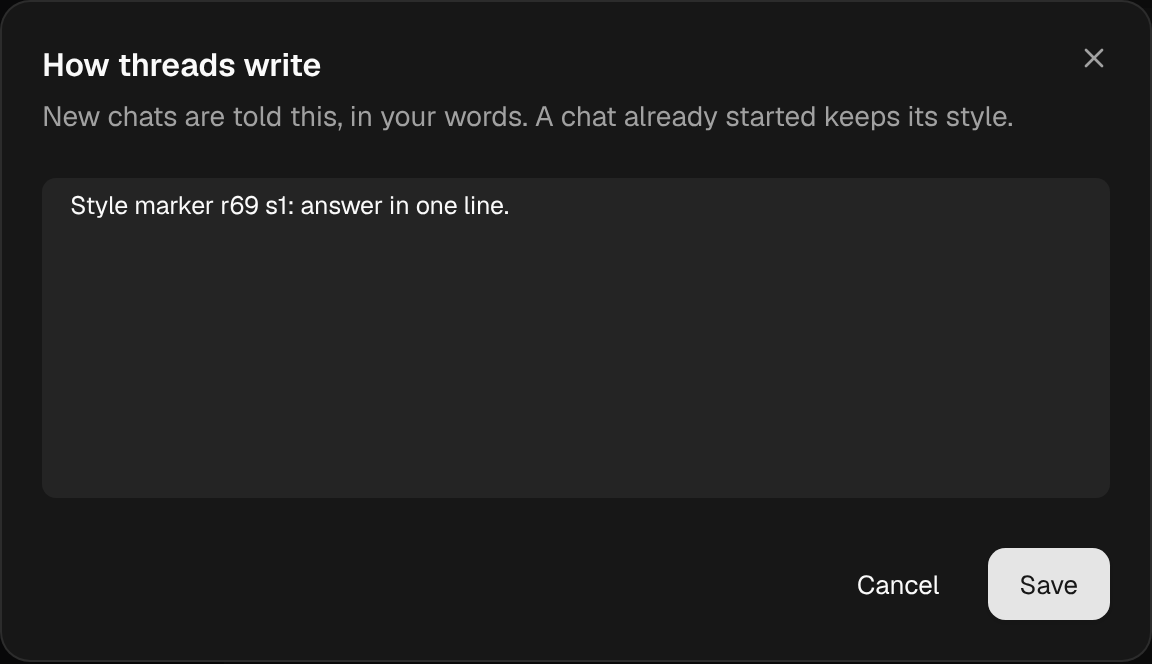 How threads write
New chats are told this, in your words. A chat already started keeps its style.
Style marker r69 s1: answer in one line.
Cancel
Save